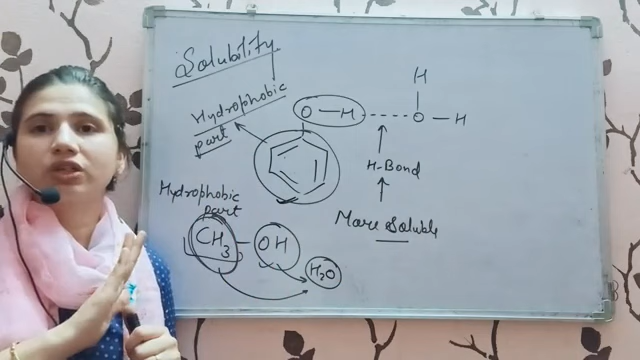 Solubility
Hydrophobic
part
H
O — H ----- O — H
H-Bond
More Soluble
Hydrophobic
part
CH3 — OH
H2O